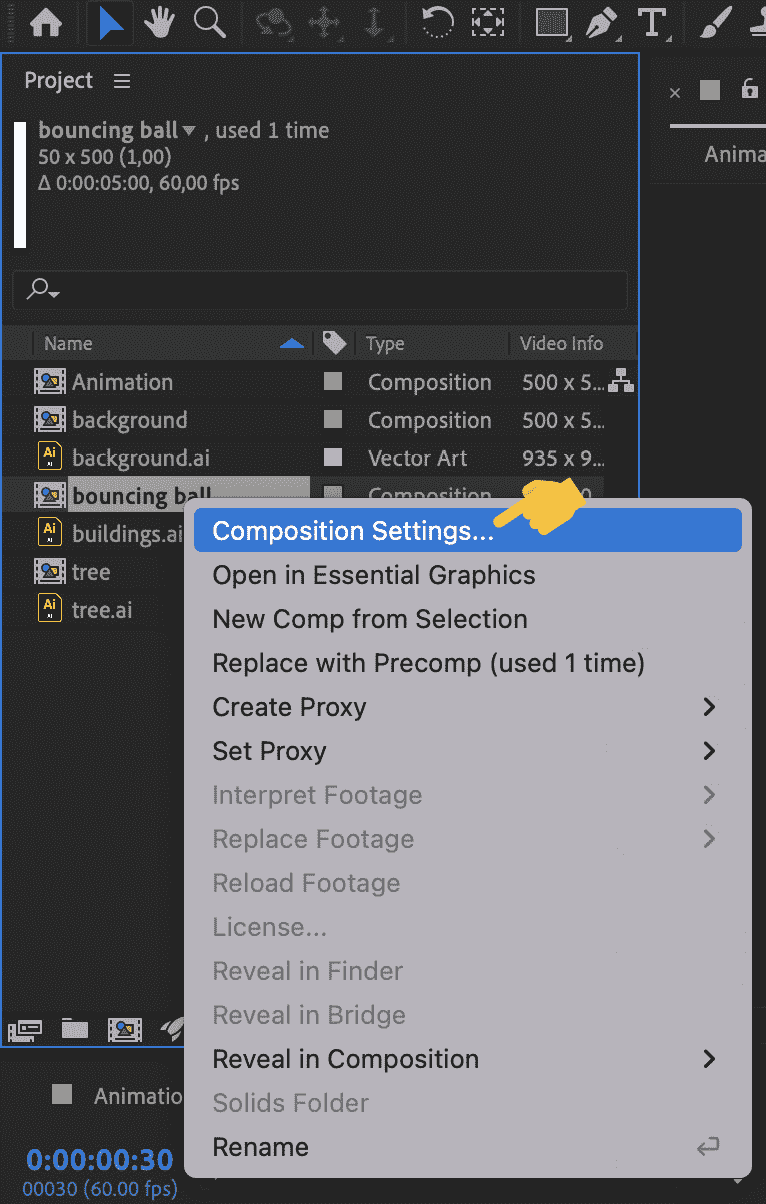 T
Project
bouncing ball , used 1 time
50 x 500 (1,00)
Δ 0:00:05:00, 60,00 fps
Anima
Name Type Video Info
Animation Composition 500 x 5...
background Composition 500 x 5...
Ai background.ai Vector Art 935 x 9...
bouncing ball Composition 0
Ai buildings.ai
tree
Ai tree.ai
Composition Settings...
Open in Essential Graphics
New Comp from Selection
Replace with Precomp (used 1 time)
Create Proxy
Set Proxy
Interpret Footage
Replace Footage
Reload Footage
License...
Reveal in Finder
Reveal in Bridge
Reveal in Composition
Solids Folder
Rename
Animatio
0:00:00:30
00030 (60.00 fps)